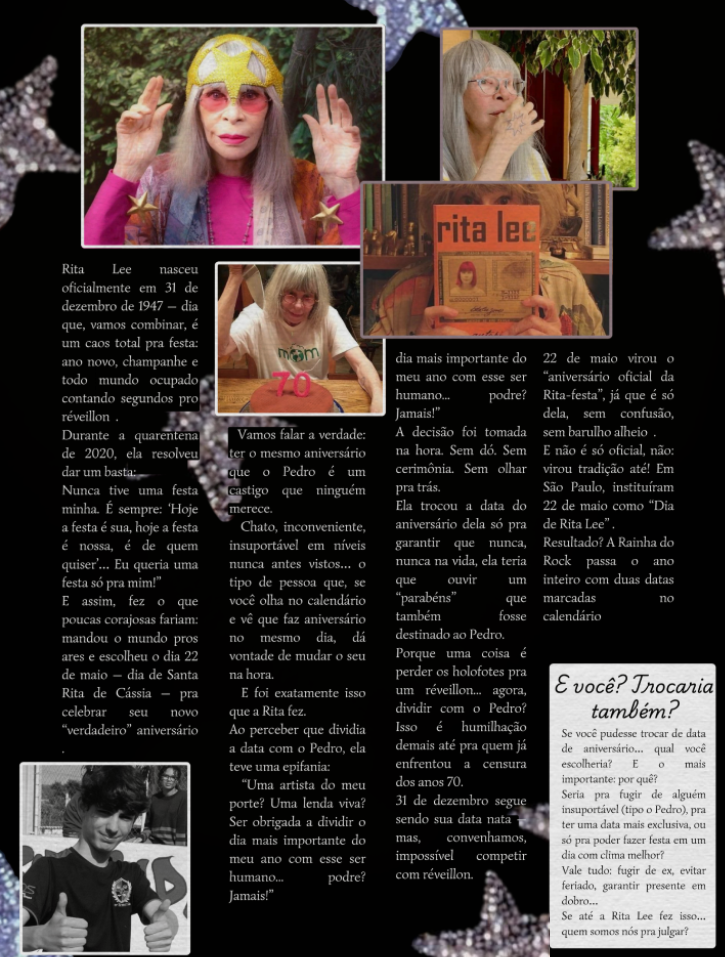 rita lee
moM
70
Rita Lee nasceu
oficialmente em 31 de
dezembro de 1947 — dia
que, vamos combinar, é
um caos total pra festa:
ano novo, champanhe e
todo mundo ocupado
contando segundos pro
réveillon .
Durante a quarentena
de 2020, ela resolveu
dar um basta:
Nunca tive uma festa
minha. É sempre: ‘Hoje
a festa é sua, hoje a festa
é nossa, é de quem
quiser’... Eu queria uma
festa só pra mim!”
E assim, fez o que
poucas corajosas fariam:
mandou o mundo pros
ares e escolheu o dia 22
de maio — dia de Santa
Rita de Cássia — pra
celebrar seu novo
“verdadeiro” aniversário
.
Vamos falar a verdade:
ter o mesmo aniversário
que o Pedro é um
castigo que ninguém
merece.
Chato, inconveniente,
insuportável em níveis
nunca antes vistos... o
tipo de pessoa que, se
você olha no calendário
e vê que faz aniversário
no mesmo dia, dá
vontade de mudar o seu
na hora.
E foi exatamente isso
que a Rita fez.
Ao perceber que dividia
a data com o Pedro, ela
teve uma epifania:
“Uma artista do meu
porte? Uma lenda viva?
Ser obrigada a dividir o
dia mais importante do
meu ano com esse ser
humano... podre?
Jamais!”
dia mais importante do
meu ano com esse ser
humano... podre?
Jamais!”
A decisão foi tomada
na hora. Sem dó. Sem
cerimônia. Sem olhar
pra trás.
Ela trocou a data do
aniversário dela só pra
garantir que nunca,
nunca na vida, ela teria
que ouvir um
“parabéns” que
também fosse
destinado ao Pedro.
Porque uma coisa é
perder os holofotes pra
um réveillon... agora,
dividir com o Pedro?
Isso é humilhação
demais até pra quem já
enfrentou a censura
dos anos 70.
31 de dezembro segue
sendo sua data nata —
mas, convenhamos,
impossível competir
com réveillon.
22 de maio virou o
“aniversário oficial da
Rita-festa”, já que é só
dela, sem confusão,
sem barulho alheio .
E não é só oficial, não:
virou tradição até! Em
São Paulo, instituíram
22 de maio como “Dia
de Rita Lee” .
Resultado? A Rainha do
Rock passa o ano
inteiro com duas datas
marcadas no
calendário
E você? Trocaria
também?
Se você pudesse trocar de data
de aniversário... qual você
escolheria? E o mais
importante: por quê?
Seria pra fugir de alguém
insuportável (tipo o Pedro), pra
ter uma data mais exclusiva, ou
só pra poder fazer festa em um
dia com clima melhor?
Vale tudo: fugir de ex, evitar
feriado, garantir presente em
dobro...
Se até a Rita Lee fez isso...
quem somos nós pra julgar?